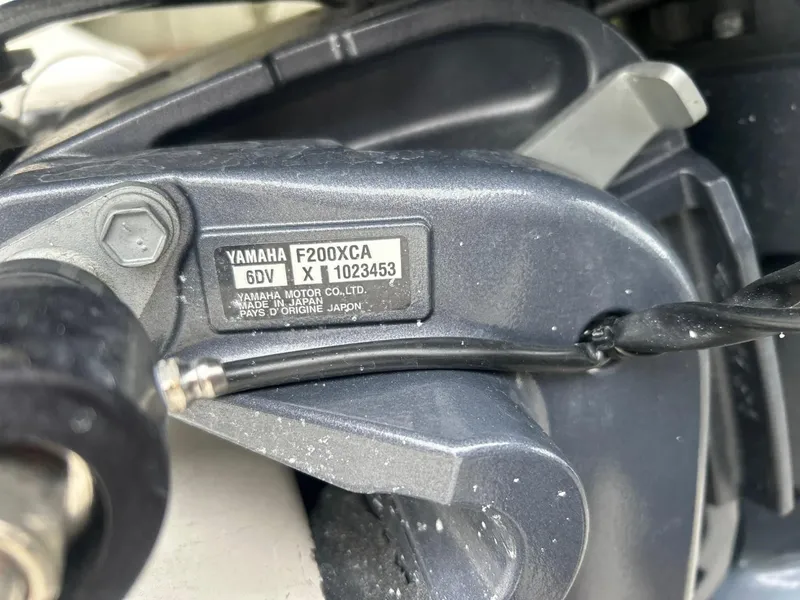 YAMAHA F200XCA
6DV X 1023453
YAMAHA MOTOR CO.,LTD.
MADE IN JAPAN
PAYS D'ORIGINE JAPON